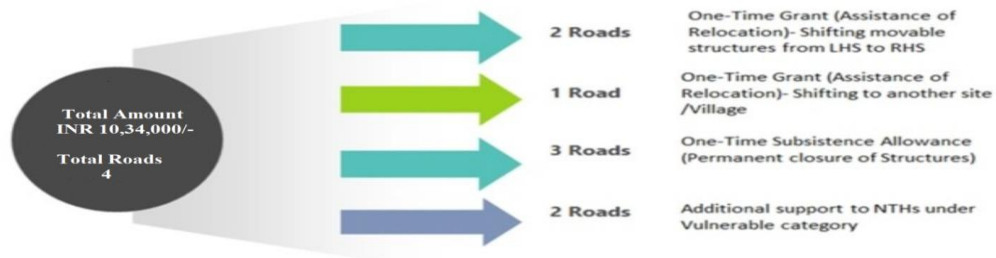 Total Amount
INR 10,34,000/-
Total Roads
4
2 Roads
One-Time Grant (Assistance of
Relocation)- Shifting movable
structures from LHS to RHS
1 Road
One-Time Grant (Assistance of
Relocation)- Shifting to another site
/Village
3 Roads
One-Time Subsistence Allowance
(Permanent closure of Structures)
2 Roads
Additional support to NTHs under
Vulnerable category